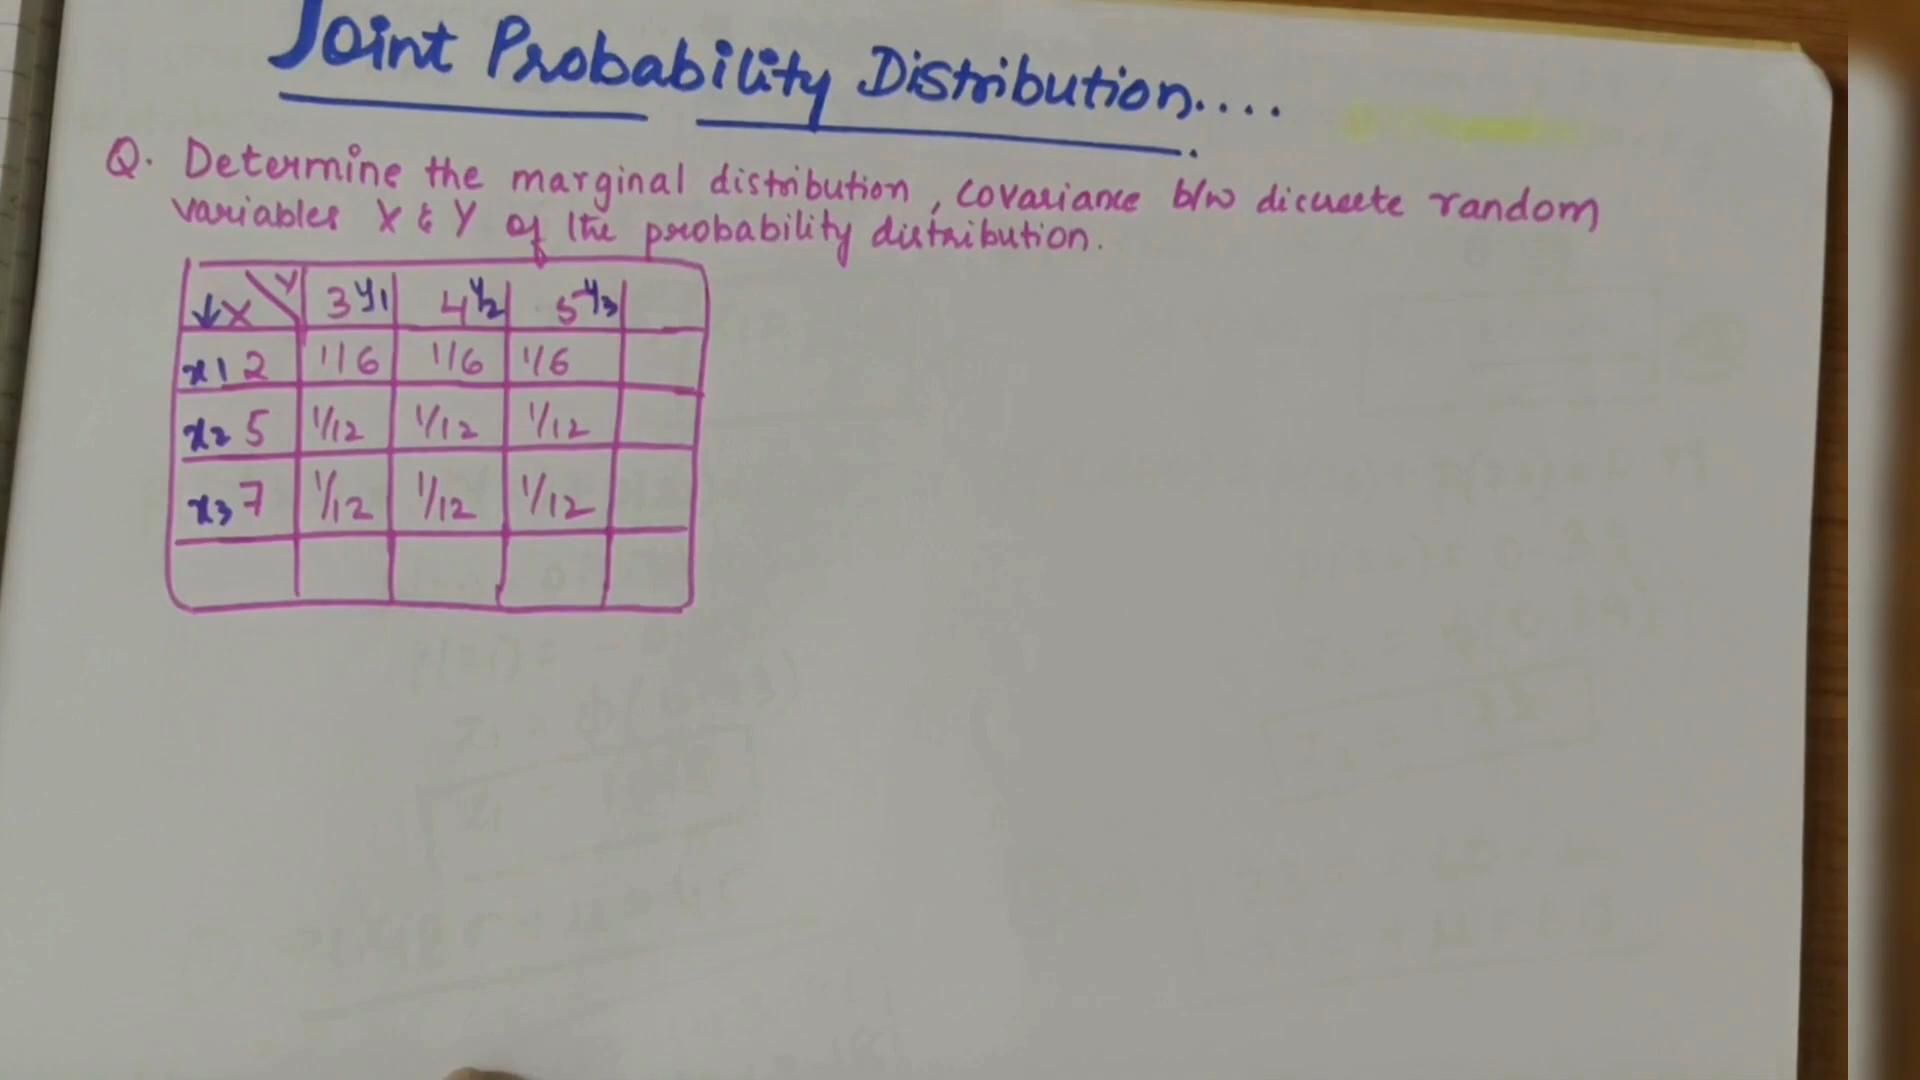 Joint Probability Distribution....
Q. Determine the marginal distribution, covariance b/w dicuecte random
variables X & Y of the probability distribution.
↓X Y 3 y1 4 y2 5 y3
x1 2 1/6 1/6 1/6
x2 5 1/12 1/12 1/12
x3 7 1/12 1/12 1/12